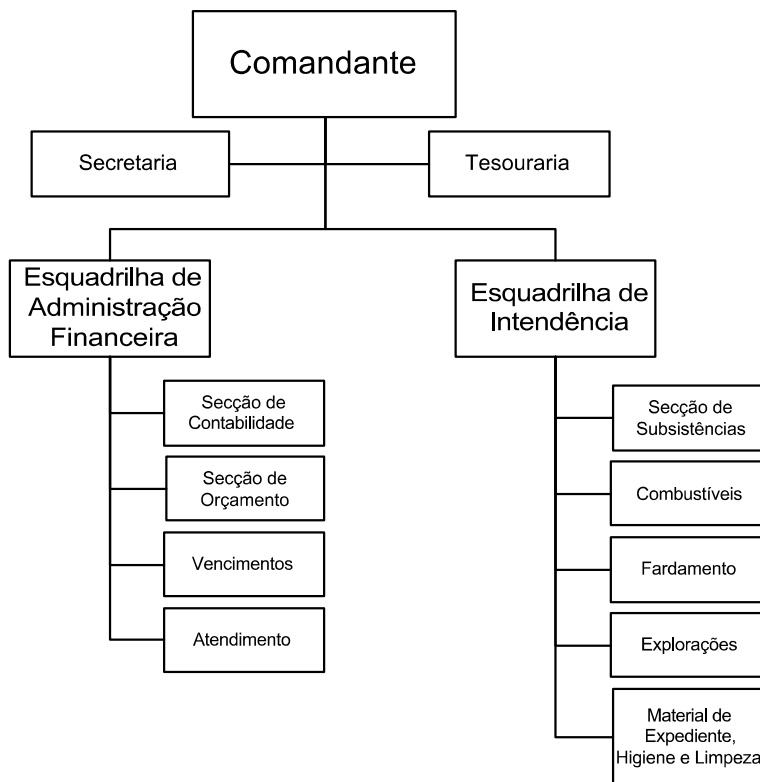 Comandante
Secretaria
Tesouraria
Esquadrilha de
Administração
Financeira
Esquadrilha de
Intendência
Secção de
Contabilidade
Secção de
Orçamento
Vencimentos
Atendimento
Secção de
Subsistências
Combustíveis
Fardamento
Explorações
Material de
Expediente,
Higiene e Limpeza